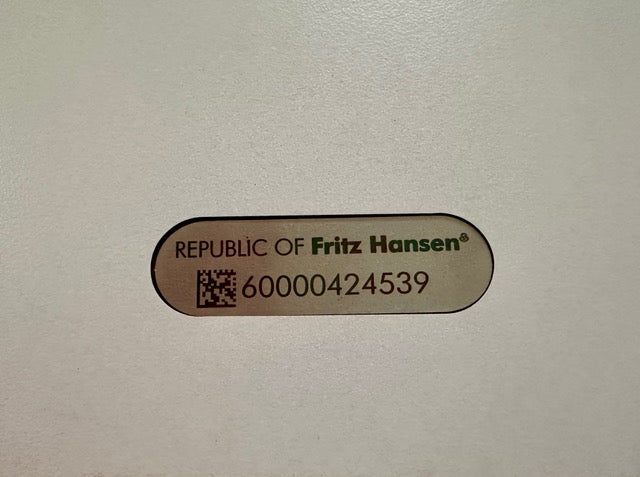 REPUBLIC OF Fritz Hansen®
60000424539